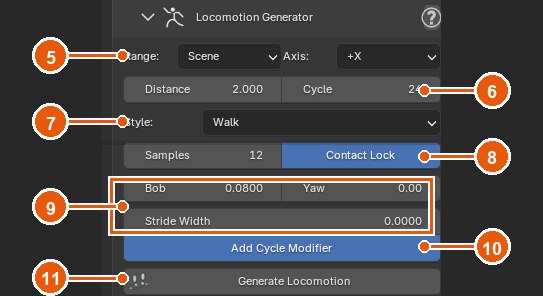 Locomotion Generator ?
5 Range: Scene Axis: +X
Distance 2.000 Cycle 24 6
7 Style: Walk
Samples 12 Contact Lock 8
Bob 0.0800 Yaw 0.00
9 Stride Width 0.0000
Add Cycle Modifier 10
11 Generate Locomotion